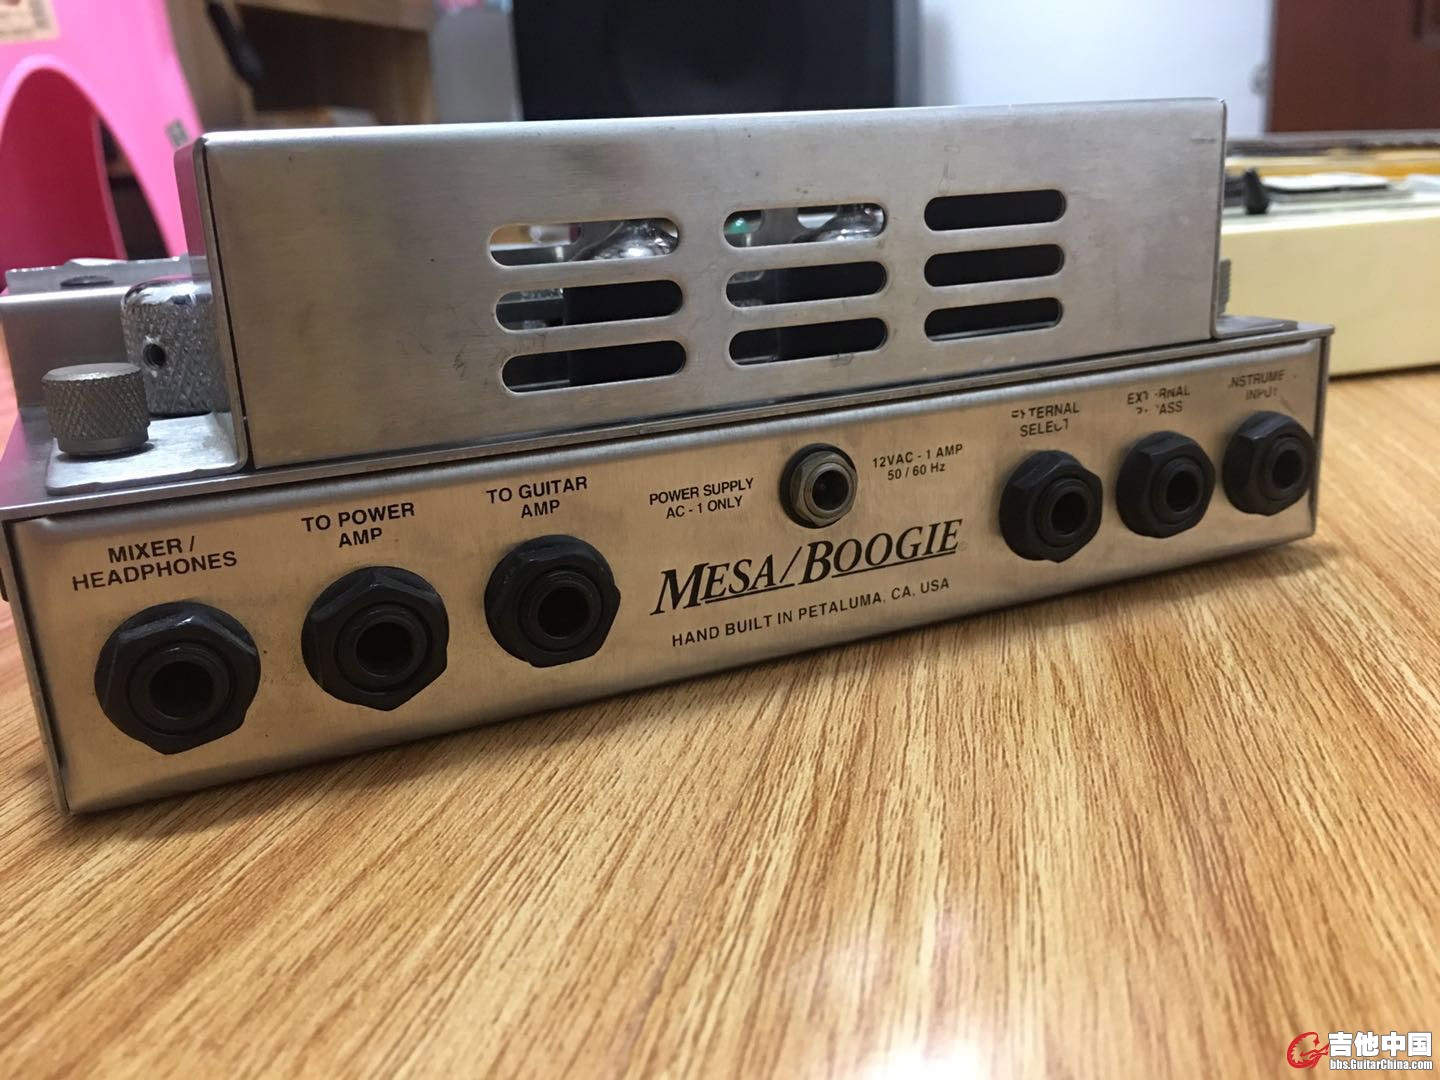 MIXER /
HEADPHONES
TO POWER
AMP
TO GUITAR
AMP
POWER SUPPLY
AC - 1 ONLY
12VAC - 1 AMP
50 / 60 Hz
MESA/BOOGIE
HAND BUILT IN PETALUMA, CA, USA
SELECT
INPUT
吉他中国
bbs.GuitarChina.com